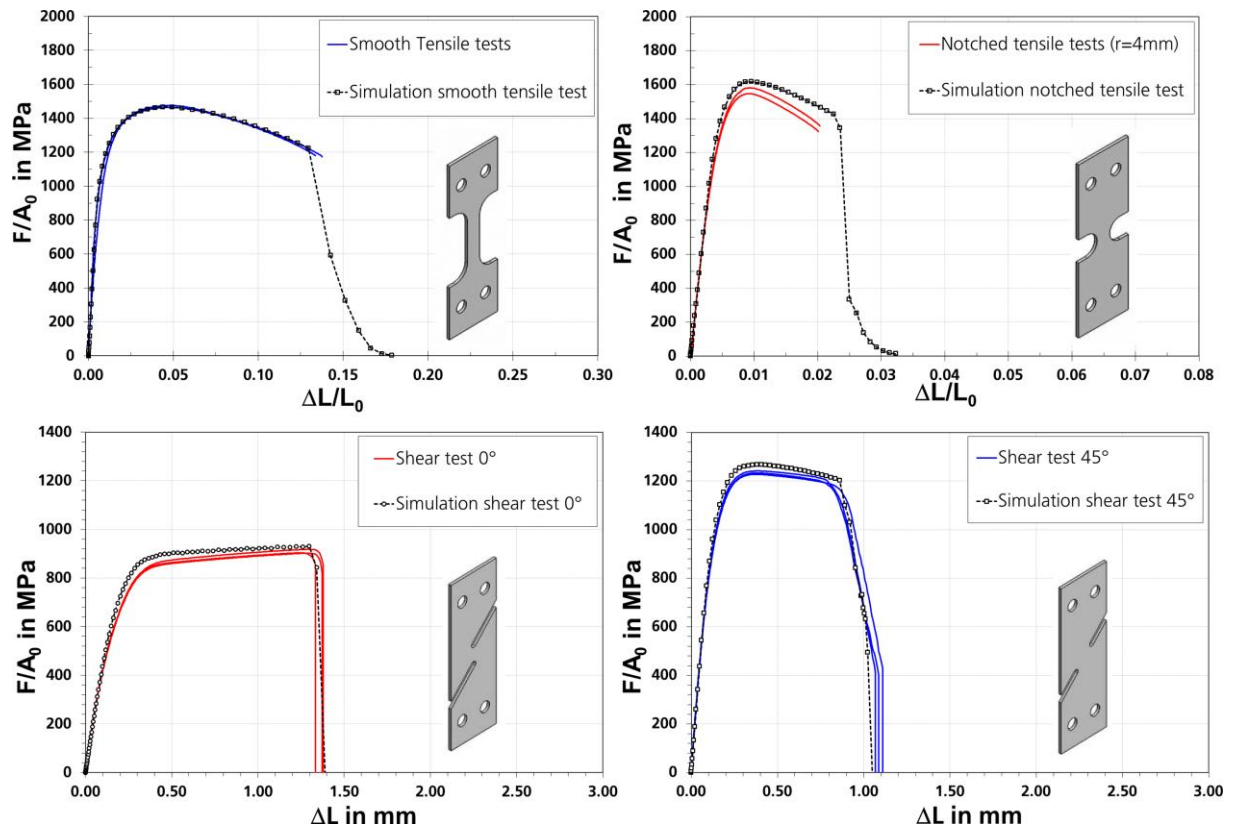 2000
1800
1600
1400
1200
1000
800
600
400
200
0
F/A0 in MPa
Smooth Tensile tests
Simulation smooth tensile test
0.00 0.05 0.10 0.15 0.20 0.25 0.30
ΔL/L0
2000
1800
1600
1400
1200
1000
800
600
400
200
0
F/A0 in MPa
Notched tensile tests (r=4mm)
Simulation notched tensile test
0.00 0.01 0.02 0.03 0.04 0.05 0.06 0.07 0.08
ΔL/L0
1400
1200
1000
800
600
400
200
0
F/A0 in MPa
Shear test 0°
Simulation shear test 0°
0.00 0.50 1.00 1.50 2.00 2.50 3.00
ΔL in mm
1400
1200
1000
800
600
400
200
0
F/A0 in MPa
Shear test 45°
Simulation shear test 45°
0.00 0.50 1.00 1.50 2.00 2.50 3.00
ΔL in mm